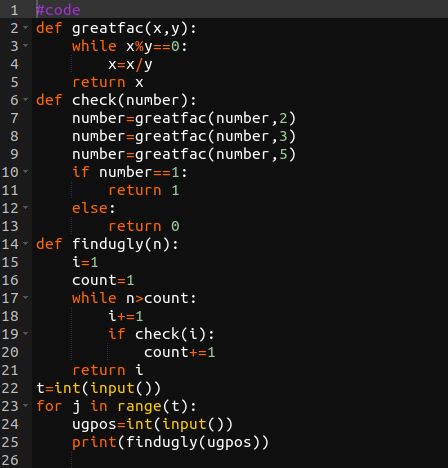 1 #code
2 def greatfac(x,y):
3     while x%y==0:
4         x=x/y
5     return x
6 def check(number):
7     number=greatfac(number,2)
8     number=greatfac(number,3)
9     number=greatfac(number,5)
10     if number==1:
11         return 1
12     else:
13         return 0
14 def findugly(n):
15     i=1
16     count=1
17     while n>count:
18         i+=1
19         if check(i):
20             count+=1
21     return i
22 t=int(input())
23 for j in range(t):
24     ugpos=int(input())
25     print(findugly(ugpos))
26